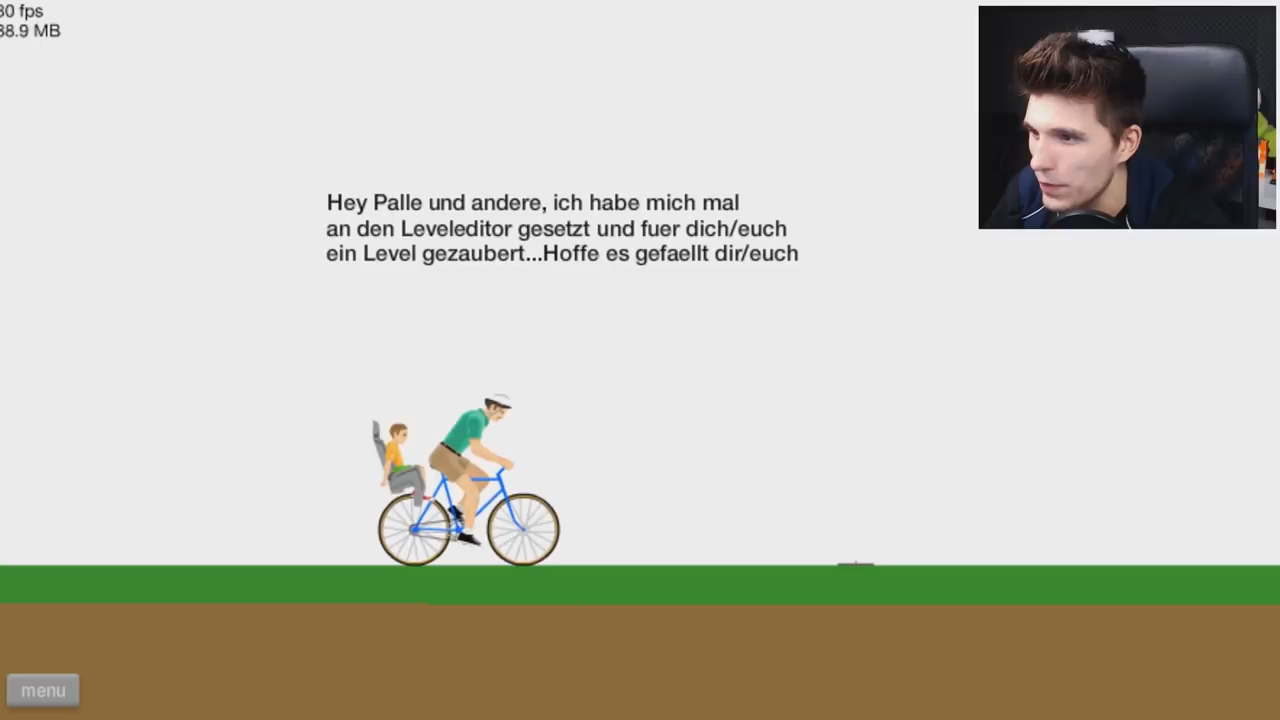 30 fps
38.9 MB
Hey Palle und andere, ich habe mich mal
an den Leveleditor gesetzt und fuer dich/euch
ein Level gezaubert...Hoffe es gefaellt dir/euch
menu